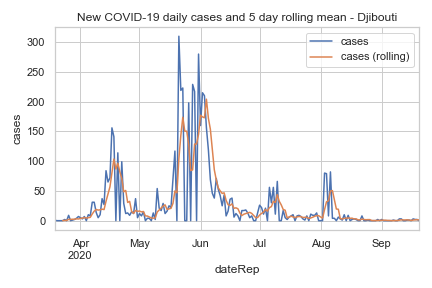 New COVID-19 daily cases and 5 day rolling mean - Djibouti
300
250
200
150
100
50
0
cases
cases
cases (rolling)
Apr
2020
May
Jun
Jul
Aug
Sep
dateRep